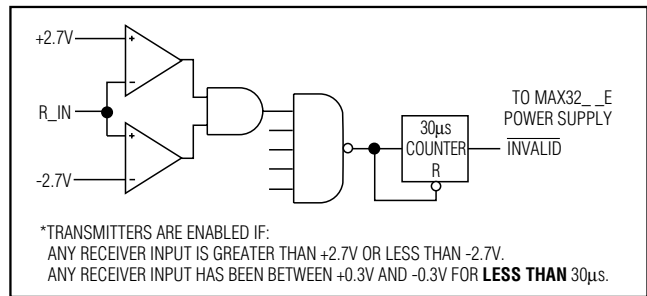 +2.7V
+
-
R_IN
+
-
-2.7V
30µs
COUNTER
R
TO MAX32_ _E
POWER SUPPLY
INVALID
*TRANSMITTERS ARE ENABLED IF:
ANY RECEIVER INPUT IS GREATER THAN +2.7V OR LESS THAN -2.7V.
ANY RECEIVER INPUT HAS BEEN BETWEEN +0.3V AND -0.3V FOR LESS THAN 30µs.